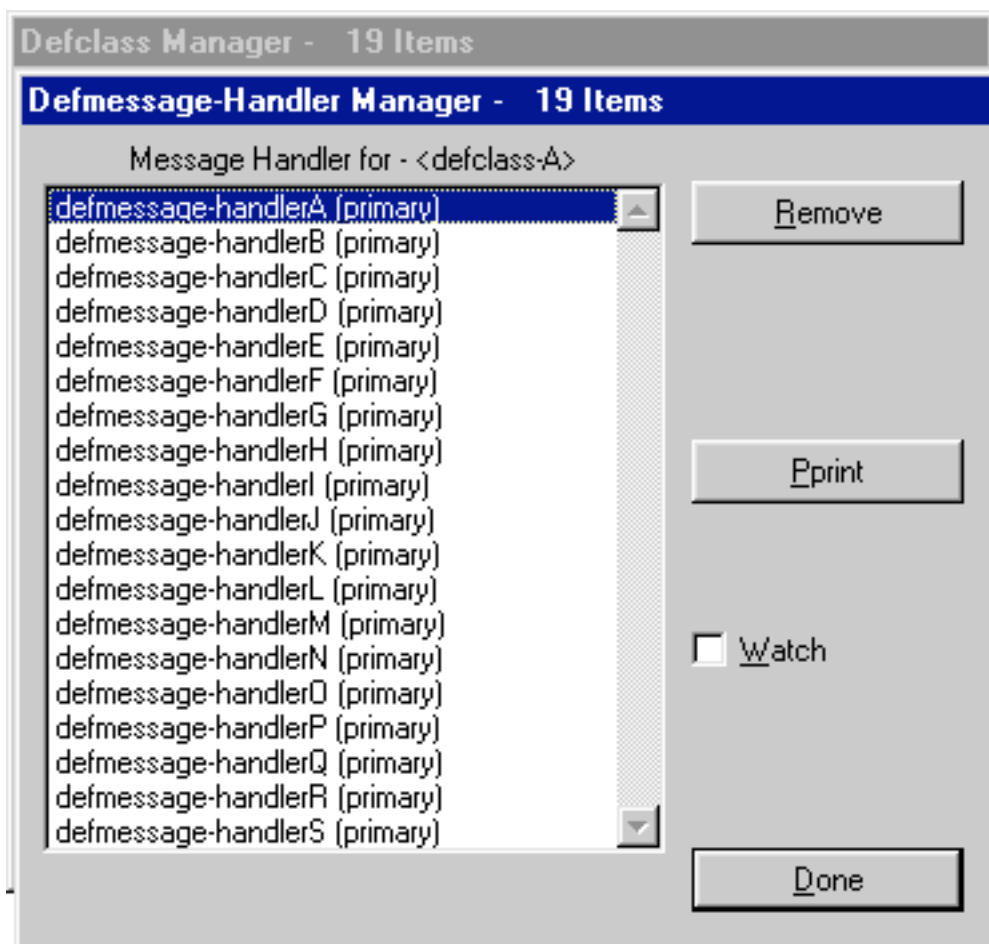 Defclass Manager - 19 Items
Defmessage-Handler Manager - 19 Items
Message Handler for - <defclass-A>
defmessage-handlerA (primary)
defmessage-handlerB (primary)
defmessage-handlerC (primary)
defmessage-handlerD (primary)
defmessage-handlerE (primary)
defmessage-handlerF (primary)
defmessage-handlerG (primary)
defmessage-handlerH (primary)
defmessage-handlerI (primary)
defmessage-handlerJ (primary)
defmessage-handlerK (primary)
defmessage-handlerL (primary)
defmessage-handlerM (primary)
defmessage-handlerN (primary)
defmessage-handlerO (primary)
defmessage-handlerP (primary)
defmessage-handlerQ (primary)
defmessage-handlerR (primary)
defmessage-handlerS (primary)
Remove
Pprint
Watch
Done